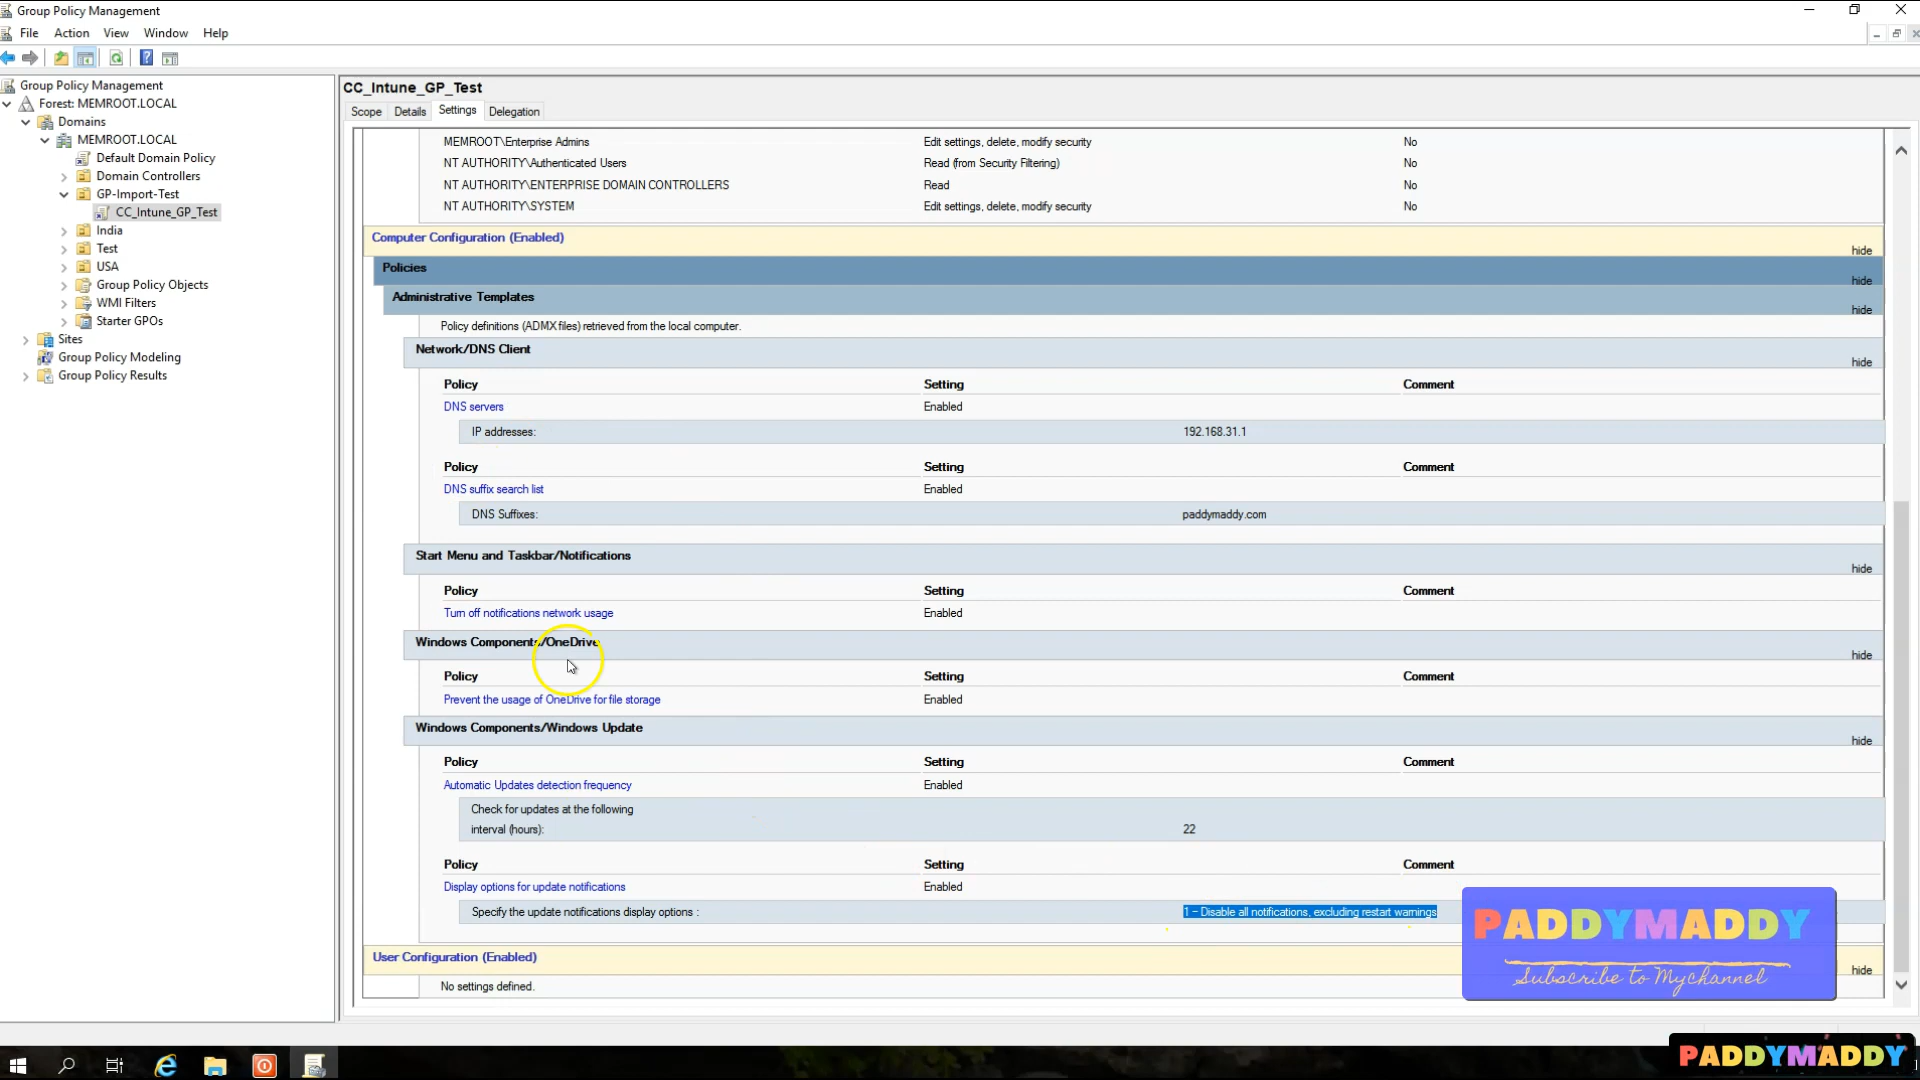 Group Policy Management
File Action View Window Help
Group Policy Management
Forest: MEMROOT.LOCAL
Domains
MEMROOT.LOCAL
Default Domain Policy
Domain Controllers
GP-Import-Test
CC_Intune_GP_Test
India
Test
USA
Group Policy Objects
WMI Filters
Starter GPOs
Sites
Group Policy Modeling
Group Policy Results
CC_Intune_GP_Test
Scope Details Settings Delegation
MEMROOT\Enterprise Admins Edit settings, delete, modify security No
NT AUTHORITY\Authenticated Users Read (from Security Filtering) No
NT AUTHORITY\ENTERPRISE DOMAIN CONTROLLERS Read No
NT AUTHORITY\SYSTEM Edit settings, delete, modify security No
Computer Configuration (Enabled)
hide
Policies
hide
Administrative Templates
hide
Policy definitions (ADMX files) retrieved from the local computer.
Network/DNS Client
hide
Policy Setting Comment
DNS servers Enabled
IP addresses: 192.168.31.1
Policy Setting Comment
DNS suffix search list Enabled
DNS Suffixes: paddymaddy.com
Start Menu and Taskbar/Notifications
hide
Policy Setting Comment
Turn off notifications network usage Enabled
Windows Components/OneDrive
hide
Policy Setting Comment
Prevent the usage of OneDrive for file storage Enabled
Windows Components/Windows Update
hide
Policy Setting Comment
Automatic Updates detection frequency Enabled
Check for updates at the following
interval (hours): 22
Policy Setting Comment
Display options for update notifications Enabled
Specify the update notifications display options : 1 – Disable all notifications, excluding restart warnings
User Configuration (Enabled)
hide
No settings defined.
PADDYMADDY
Subscribe to Mychannel
PADDYMADDY